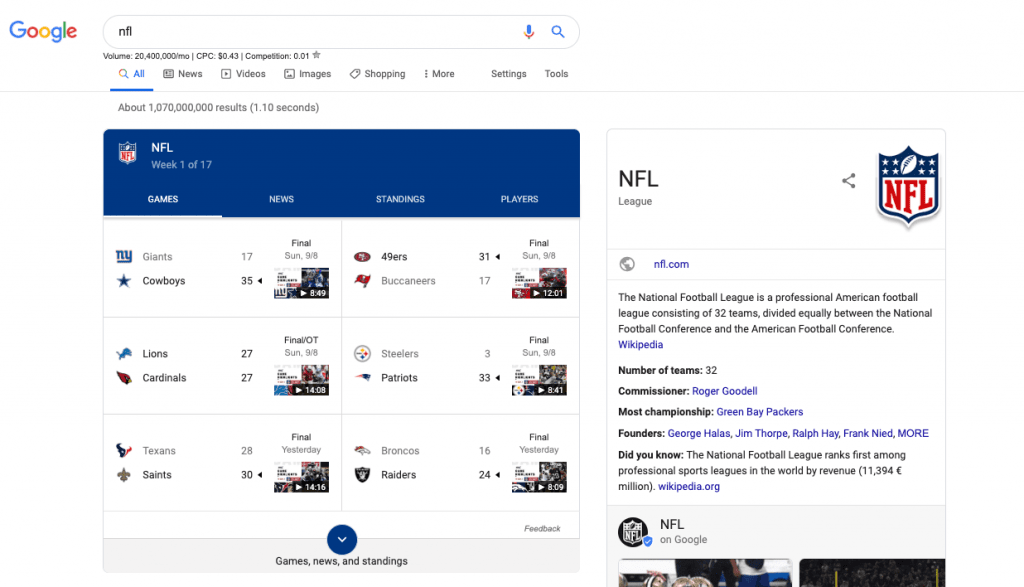 Google
nfl
Volume: 20,400,000/mo | CPC: $0.43 | Competition: 0.01
All News Videos Images Shopping More Settings Tools
About 1,070,000,000 results (1.10 seconds)
NFL
NFL
Week 1 of 17
GAMES NEWS STANDINGS PLAYERS
Final
Giants 17 Sun, 9/8
Cowboys 35
8:49
Final
49ers 31 Sun, 9/8
Buccaneers 17
12:01
Final/OT
Lions 27 Sun, 9/8
Cardinals 27
14:08
Final
Steelers 3 Sun, 9/8
Patriots 33
8:41
Final
Texans 28 Yesterday
Saints 30
14:16
Final
Broncos 16 Yesterday
Raiders 24
8:09
Feedback
Games, news, and standings
NFL
League
NFL
nfl.com
The National Football League is a professional American football
league consisting of 32 teams, divided equally between the National
Football Conference and the American Football Conference.
Wikipedia
Number of teams: 32
Commissioner: Roger Goodell
Most championship: Green Bay Packers
Founders: George Halas, Jim Thorpe, Ralph Hay, Frank Nied, MORE
Did you know: The National Football League ranks first among
professional sports leagues in the world by revenue (11,394 €
million). wikipedia.org
NFL
NFL
on Google